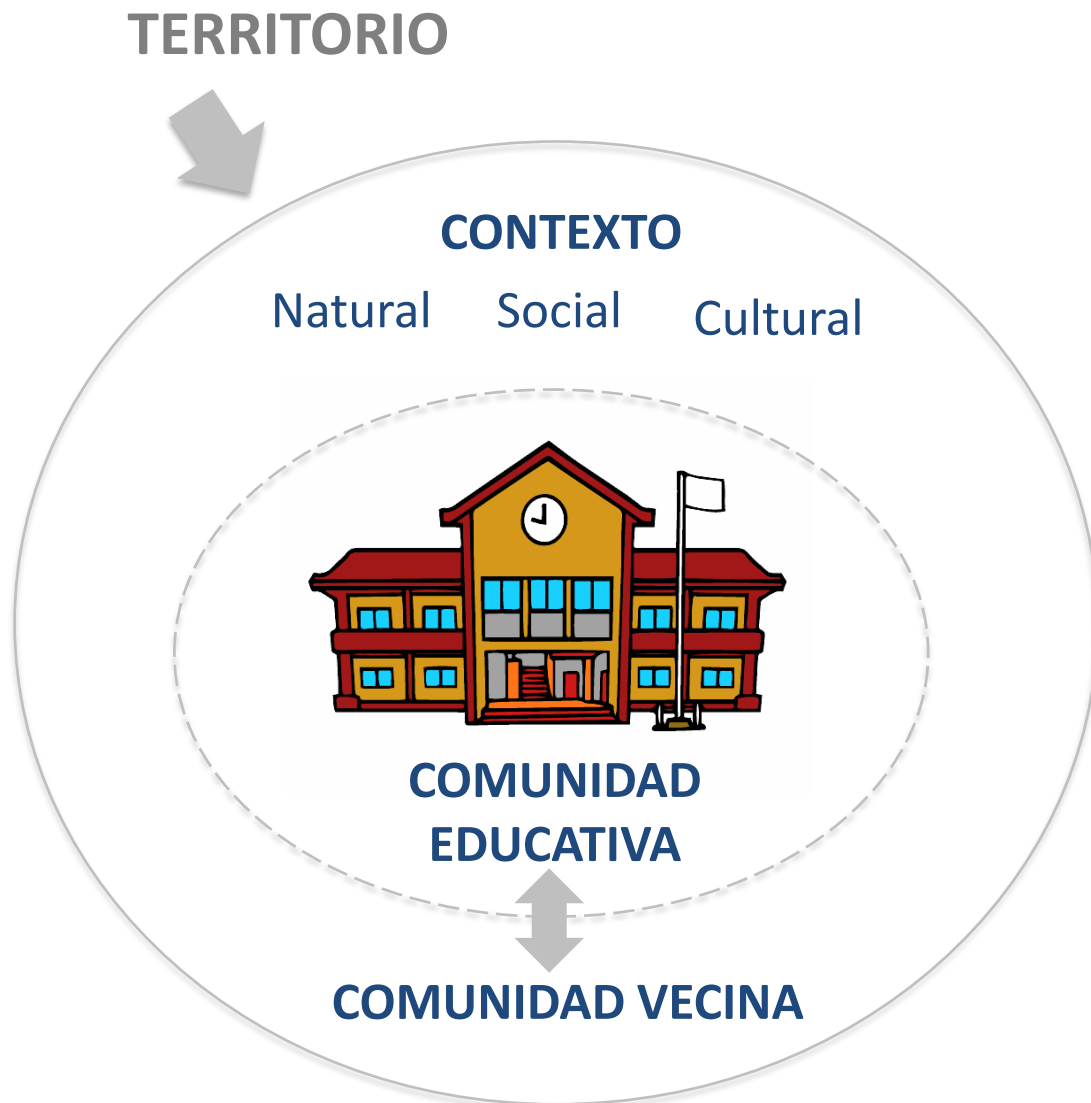 TERRITORIO
CONTEXTO
Natural Social Cultural
COMUNIDAD
EDUCATIVA
COMUNIDAD VECINA